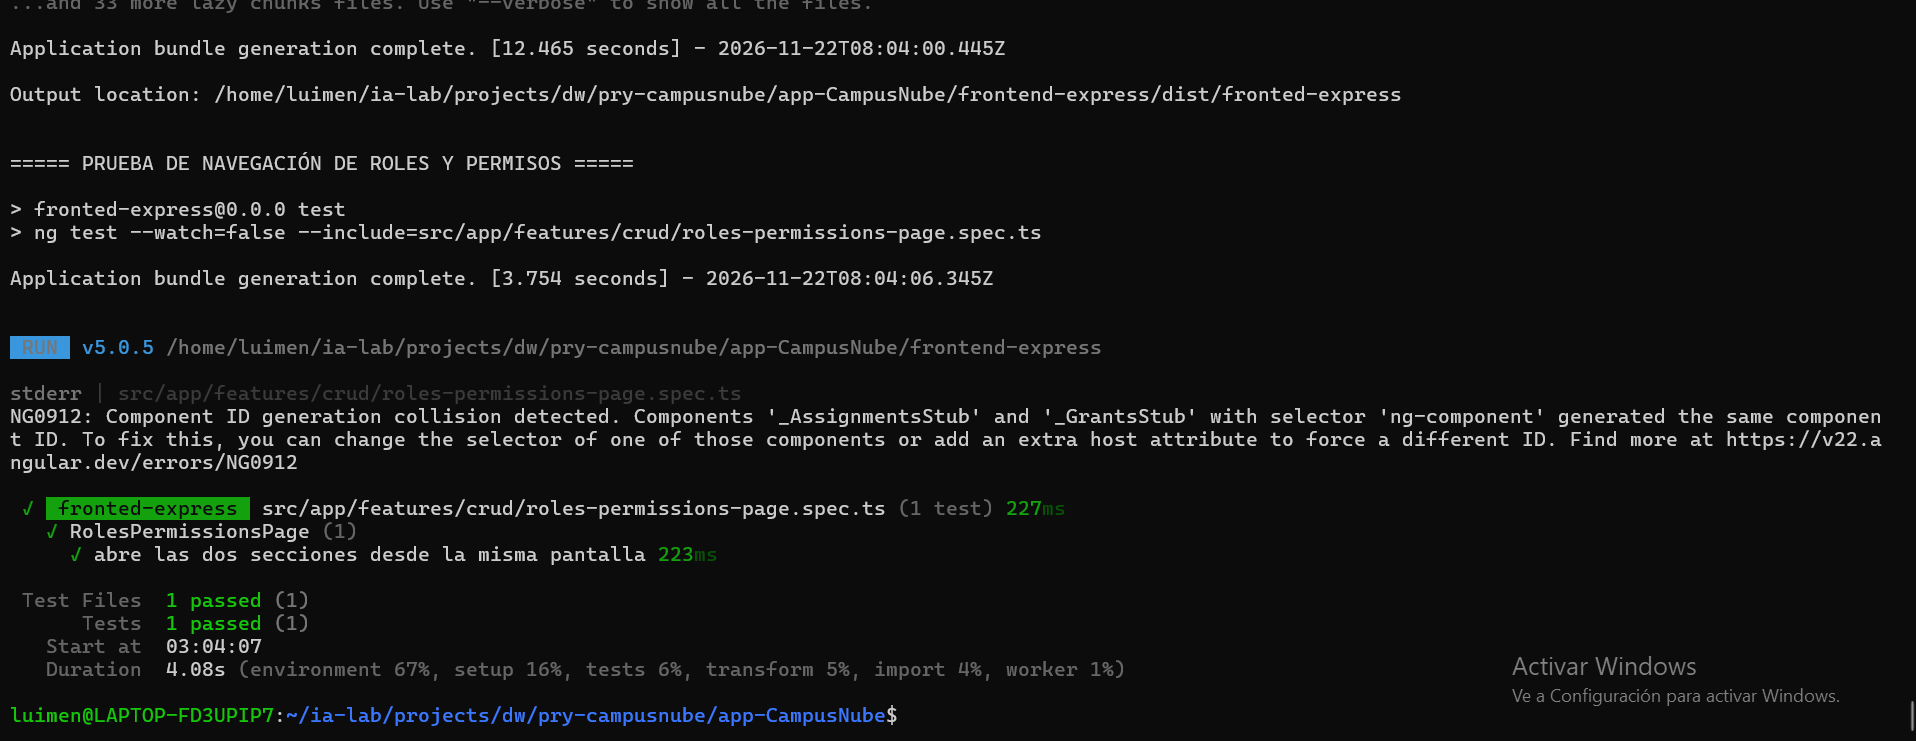 ...and 33 more lazy chunks files. Use "--verbose" to show all the files.
Application bundle generation complete. [12.465 seconds] - 2026-11-22T08:04:00.445Z
Output location: /home/luimen/ia-lab/projects/dw/pry-campusnube/app-CampusNube/frontend-express/dist/fronted-express
===== PRUEBA DE NAVEGACIÓN DE ROLES Y PERMISOS =====
> fronted-express@0.0.0 test
> ng test --watch=false --include=src/app/features/crud/roles-permissions-page.spec.ts
Application bundle generation complete. [3.754 seconds] - 2026-11-22T08:04:06.345Z
RUN v5.0.5 /home/luimen/ia-lab/projects/dw/pry-campusnube/app-CampusNube/frontend-express
stderr | src/app/features/crud/roles-permissions-page.spec.ts
NG0912: Component ID generation collision detected. Components '_AssignmentsStub' and '_GrantsStub' with selector 'ng-component' generated the same componen
t ID. To fix this, you can change the selector of one of those components or add an extra host attribute to force a different ID. Find more at https://v22.a
ngular.dev/errors/NG0912
✓ fronted-express src/app/features/crud/roles-permissions-page.spec.ts (1 test) 227ms
✓ RolesPermissionsPage (1)
✓ abre las dos secciones desde la misma pantalla 223ms
Test Files 1 passed (1)
Tests 1 passed (1)
Start at 03:04:07
Duration 4.08s (environment 67%, setup 16%, tests 6%, transform 5%, import 4%, worker 1%)
Activar Windows
Ve a Configuración para activar Windows.
luimen@LAPTOP-FD3UPIP7:~/ia-lab/projects/dw/pry-campusnube/app-CampusNube$